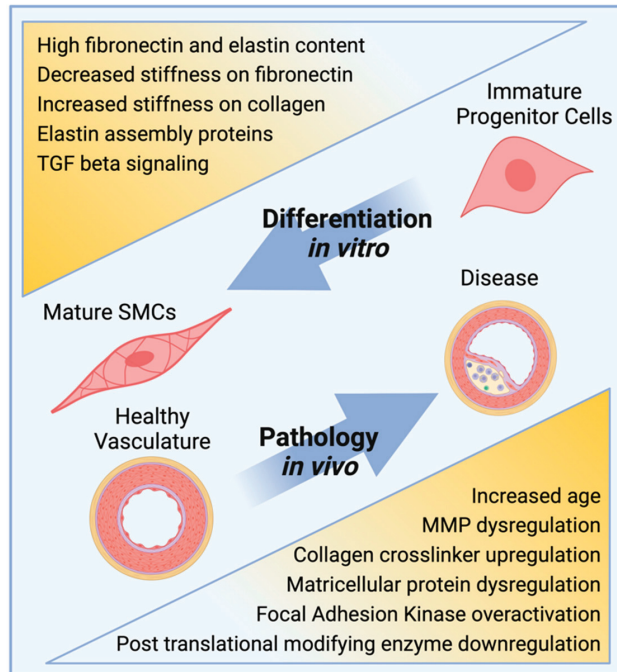 High fibronectin and elastin content
Decreased stiffness on fibronectin
Increased stiffness on collagen
Elastin assembly proteins
TGF beta signaling
Immature
Progenitor Cells
Differentiation
in vitro
Mature SMCs
Disease
Healthy
Vasculature
Pathology
in vivo
Increased age
MMP dysregulation
Collagen crosslinker upregulation
Matricellular protein dysregulation
Focal Adhesion Kinase overactivation
Post translational modifying enzyme downregulation